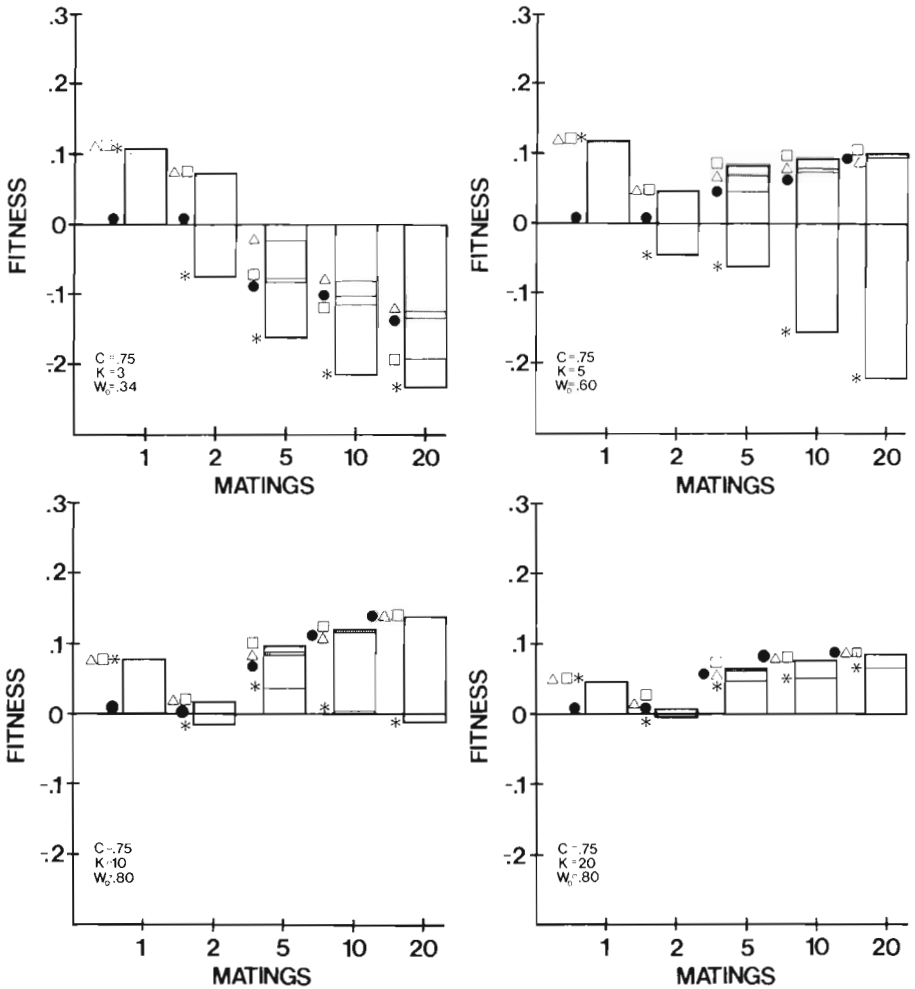 .3
.2
.1
0
-.1
-.2
FITNESS
C=.75
K=3
W₀=.34
1 2 5 10 20
MATINGS
.3
.2
.1
0
-.1
-.2
FITNESS
C=.75
K=5
W₀=.60
1 2 5 10 20
MATINGS
.3
.2
.1
0
-.1
-.2
FITNESS
C=.75
K=10
W₀=.80
1 2 5 10 20
MATINGS
.3
.2
.1
0
-.1
-.2
FITNESS
C=.75
K=20
W₀=.80
1 2 5 10 20
MATINGS